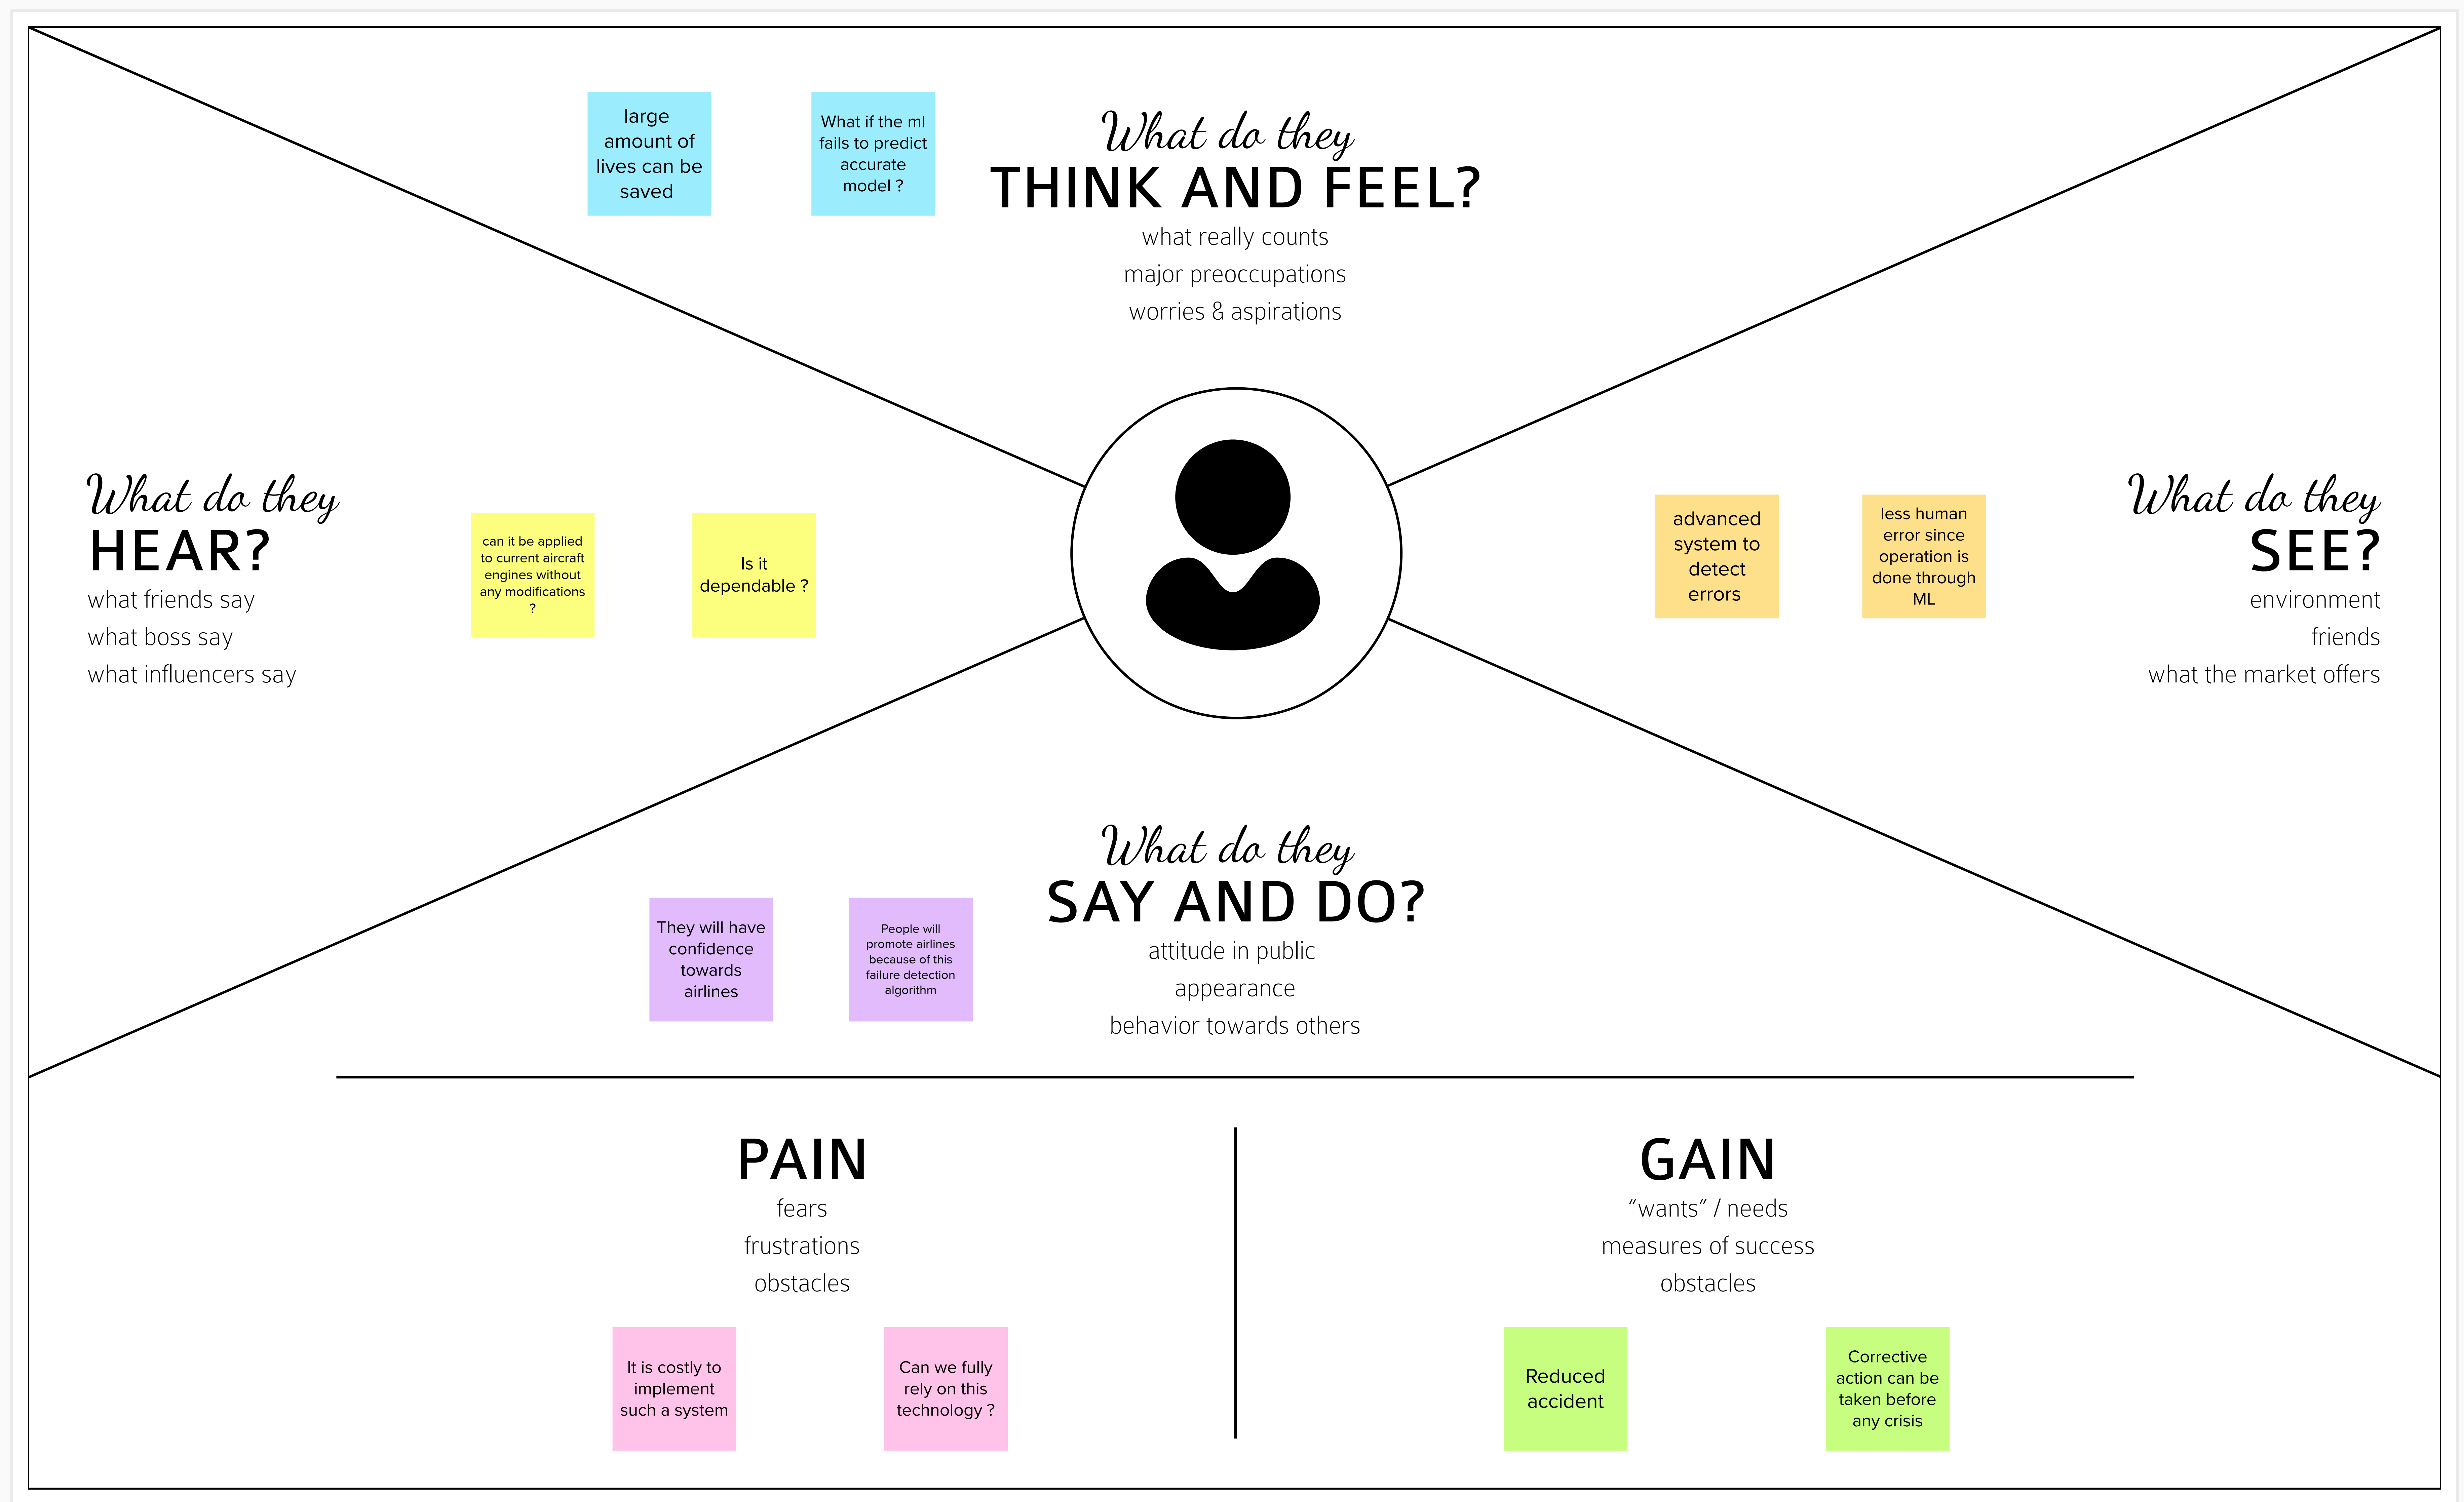 large
amount of
lives can be
saved
What if the ml
fails to predict
accurate
model ?
What do they
THINK AND FEEL?
what really counts
major preoccupations
worries & aspirations
What do they
HEAR?
what friends say
what boss say
what influencers say
can it be applied
to current aircraft
engines without
any modifications
?
Is it
dependable ?
advanced
system to
detect
errors
less human
error since
operation is
done through
ML
What do they
SEE?
environment
friends
what the market offers
They will have
confidence
towards
airlines
People will
promote airlines
because of this
failure detection
algorithm
What do they
SAY AND DO?
attitude in public
appearance
behavior towards others
PAIN
fears
frustrations
obstacles
It is costly to
implement
such a system
Can we fully
rely on this
technology ?
GAIN
“wants” / needs
measures of success
obstacles
Reduced
accident
Corrective
action can be
taken before
any crisis